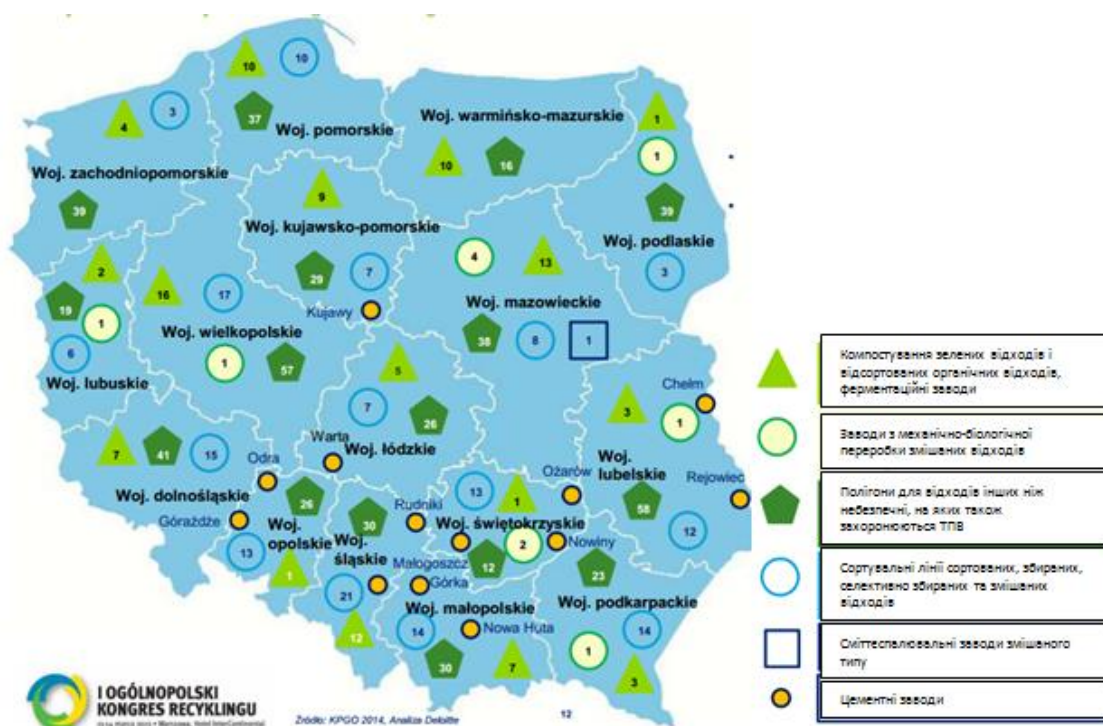 10
10
3
4
37
Woj. pomorskie
Woj. warmińsko-mazurskie
1
1
10
16
Woj. zachodniopomorskie
39
9
39
Woj. kujawsko-pomorskie
Woj. podlaskie
4
13
3
29
7
2
16
17
19
1
Kujawy
Woj. mazowieckie
38
8
1
Woj. wielkopolskie
6
1
57
Woj. lubuskie
5
7
26
Chełm
3
1
Warta
Woj. łódzkie
7
41
15
Odra
Woj. dolnośląskie
26
Górażdże
Woj.
opolskie
13
1
Ożarów
Woj.
lubelskie
58
Rejowiec
12
13
1
Rudniki
30
Woj. świętokrzyskie
2
Nowiny
12
Woj.
śląskie
Małogoszcz
Górka
21
12
23
Woj. małopolskie
Woj. podkarpackie
14
Nowa Huta
14
30
7
1
3
Компостування зелених відходів і
відсортованих органічних відходів,
ферментаційні заводи
Заводи з механічно-біологічної
переробки змішаних відходів
Полігони для відходів інших ніж
небезпечні, на яких також
захоронюються ТПВ
Сортувальні лінії сортованих, збираних,
селективно збираних та змішаних
відходів
Сміттєспалювальні заводи змішаного
типу
Цементні заводи
I OGÓLNOPOLSKI
KONGRES RECYKLINGU
Warszawa, Hotel InterContinental
Źródło: KPGO 2014, Analiza Deloitte
12